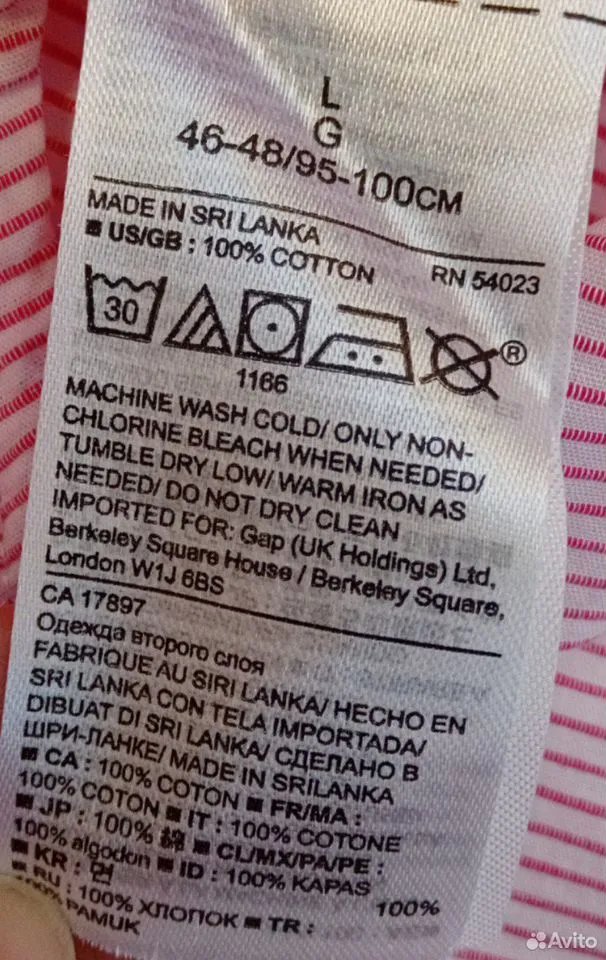 L
G
46-48/95-100CM
MADE IN SRI LANKA
■ US/GB : 100% COTTON RN 54023
30
®
1166
MACHINE WASH COLD/ ONLY NON-
CHLORINE BLEACH WHEN NEEDED/
TUMBLE DRY LOW/ WARM IRON AS
NEEDED/ DO NOT DRY CLEAN
IMPORTED FOR: Gap (UK Holdings) Ltd,
Berkeley Square House / Berkeley Square,
London W1J 6BS
CA 17897
Одежда второго слоя
FABRIQUE AU SIRI LANKA/ HECHO EN
SRI LANKA CON TELA IMPORTADA/
DIBUAT DI SRI LANKA/ СДЕЛАНО В
ШРИ-ЛАНКЕ/ MADE IN SRILANKA
■ CA : 100% COTON ■ FR/MA :
100% COTON ■ IT : 100% COTONE
■ JP : 100% 綿 ■ CL/MX/PA/PE :
100% algodon ■ ID : 100% KAPAS
■ KR : 면 100%
■ RU : 100% ХЛОПОК ■ TR :
100% PAMUK
Avito